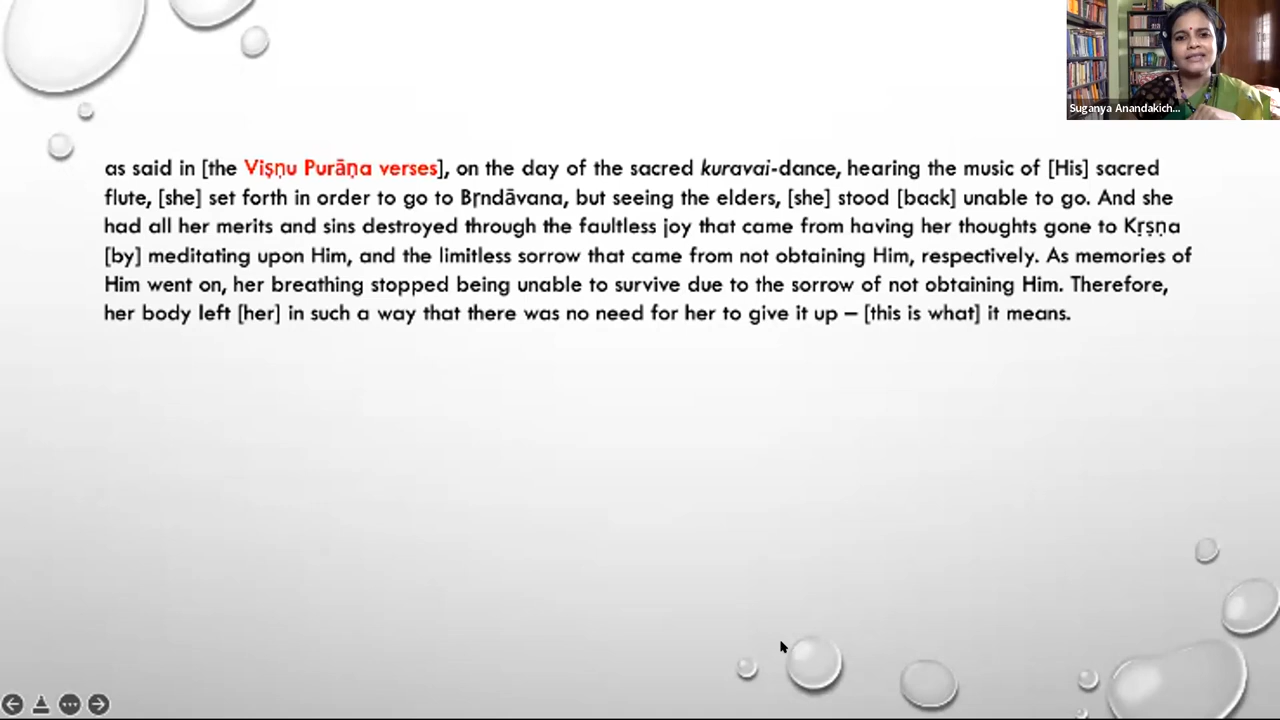 Suganya Anandakich...
as said in [the Viṣṇu Purāṇa verses], on the day of the sacred kuravai-dance, hearing the music of [His] sacred
flute, [she] set forth in order to go to Bṛndāvana, but seeing the elders, [she] stood [back] unable to go. And she
had all her merits and sins destroyed through the faultless joy that came from having her thoughts gone to Kṛṣṇa
[by] meditating upon Him, and the limitless sorrow that came from not obtaining Him, respectively. As memories of
Him went on, her breathing stopped being unable to survive due to the sorrow of not obtaining Him. Therefore,
her body left [her] in such a way that there was no need for her to give it up – [this is what] it means.